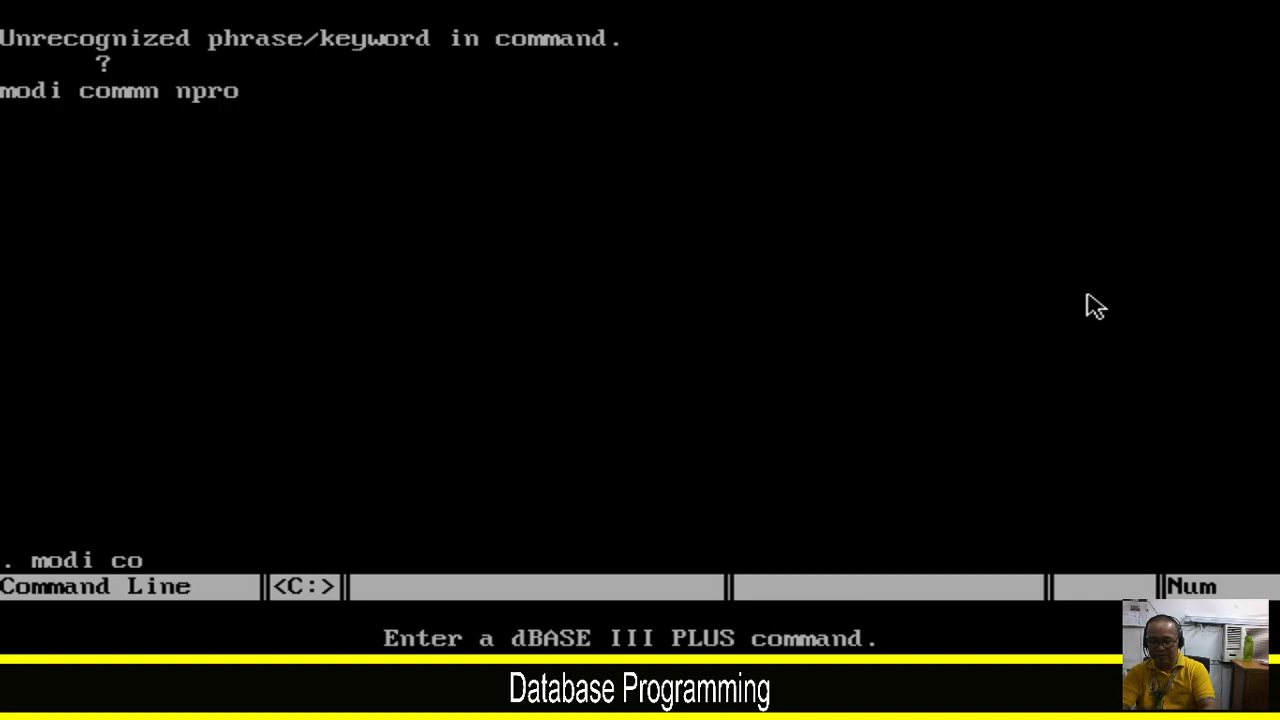 Unrecognized phrase/keyword in command.
?
modi commn npro
. modi co
Command Line <C:> Num
Enter a dBASE III PLUS command.
Database Programming